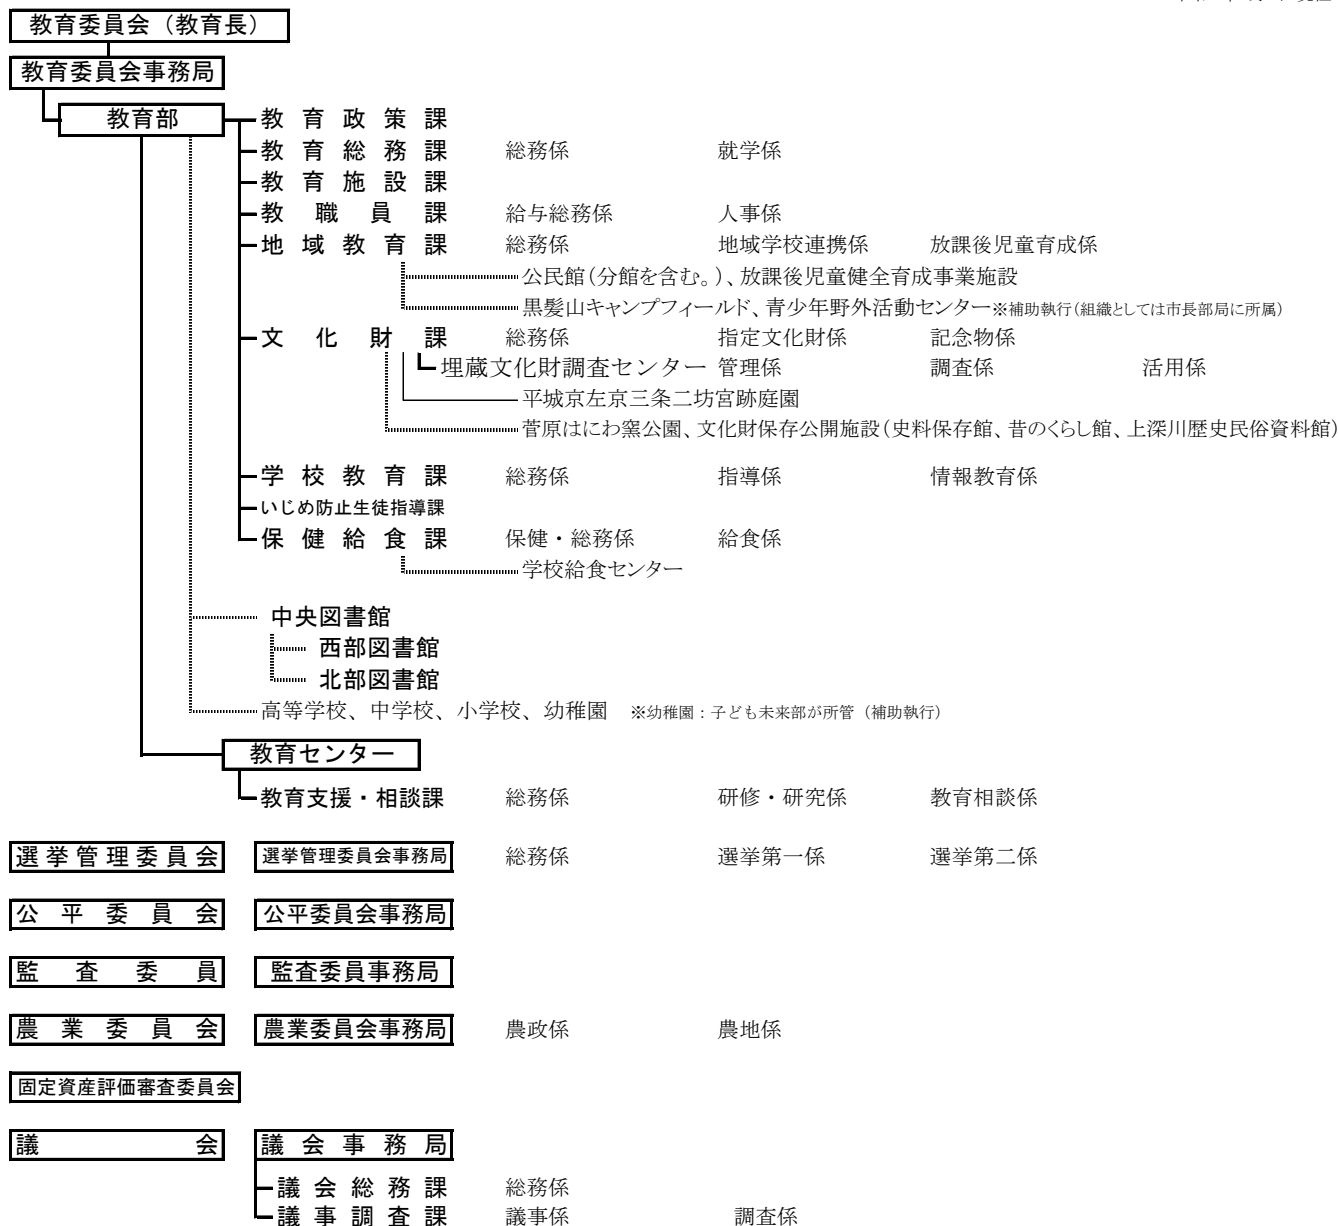 教育委員会（教育長）
教育委員会事務局
教育部 教育政策課
教育総務課 総務係 就学係
教育施設課
教職員課 給与総務係 人事係
地域教育課 総務係 地域学校連携係 放課後児童育成係
公民館（分館を含む。）、放課後児童健全育成事業施設
黒髪山キャンプフィールド、青少年野外活動センター※補助執行（組織としては市長部局に所属）
文化財課 総務係 指定文化財係 記念物係
埋蔵文化財調査センター 管理係 調査係 活用係
平城京左京三条二坊宮跡庭園
菅原はにわ窯公園、文化財保存公開施設（史料保存館、昔のくらし館、上深川歴史民俗資料館）
学校教育課 総務係 指導係 情報教育係
いじめ防止生徒指導課
保健給食課 保健・総務係 給食係
学校給食センター
中央図書館
西部図書館
北部図書館
高等学校、中学校、小学校、幼稚園 ※幼稚園：子ども未来部が所管（補助執行）
教育センター
教育支援・相談課 総務係 研修・研究係 教育相談係
選挙管理委員会 選挙管理委員会事務局 総務係 選挙第一係 選挙第二係
公平委員会 公平委員会事務局
監査委員 監査委員事務局
農業委員会 農業委員会事務局 農政係 農地係
固定資産評価審査委員会
議会 議会事務局
議会総務課 総務係
議事調査課 議事係 調査係